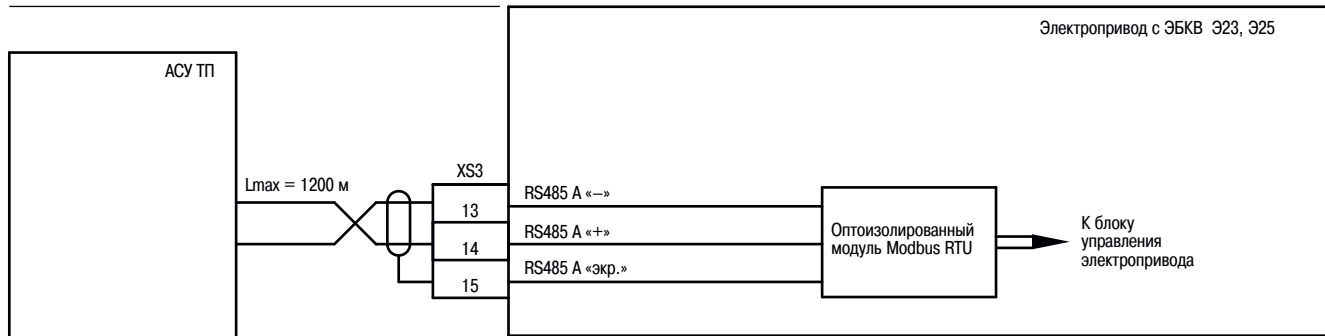 Электропривод с ЭБКВ Э23, Э25
АСУ ТП
Lmax = 1200 м
XS3
13
14
15
RS485 А «–»
RS485 А «+»
RS485 А «экр.»
Оптоизолированный
модуль Modbus RTU
К блоку
управления
электропривода